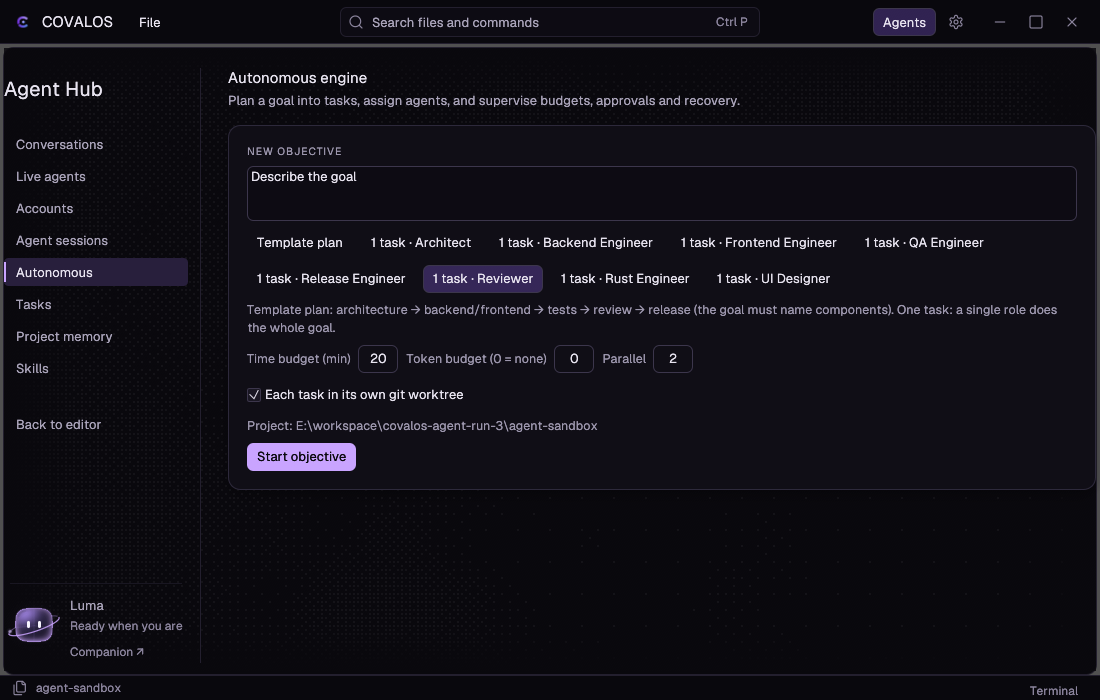 COVALOS
File
Search files and commands
Ctrl P
Agents
Agent Hub
Conversations
Live agents
Accounts
Agent sessions
Autonomous
Tasks
Project memory
Skills
Back to editor
Luma
Ready when you are
Companion ↗
Autonomous engine
Plan a goal into tasks, assign agents, and supervise budgets, approvals and recovery.
NEW OBJECTIVE
Describe the goal
Template plan 1 task · Architect 1 task · Backend Engineer 1 task · Frontend Engineer 1 task · QA Engineer
1 task · Release Engineer 1 task · Reviewer 1 task · Rust Engineer 1 task · UI Designer
Template plan: architecture → backend/frontend → tests → review → release (the goal must name components). One task: a single role does
the whole goal.
Time budget (min) 20 Token budget (0 = none) 0 Parallel 2
Each task in its own git worktree
Project: E:\workspace\covalos-agent-run-3\agent-sandbox
Start objective
agent-sandbox
Terminal